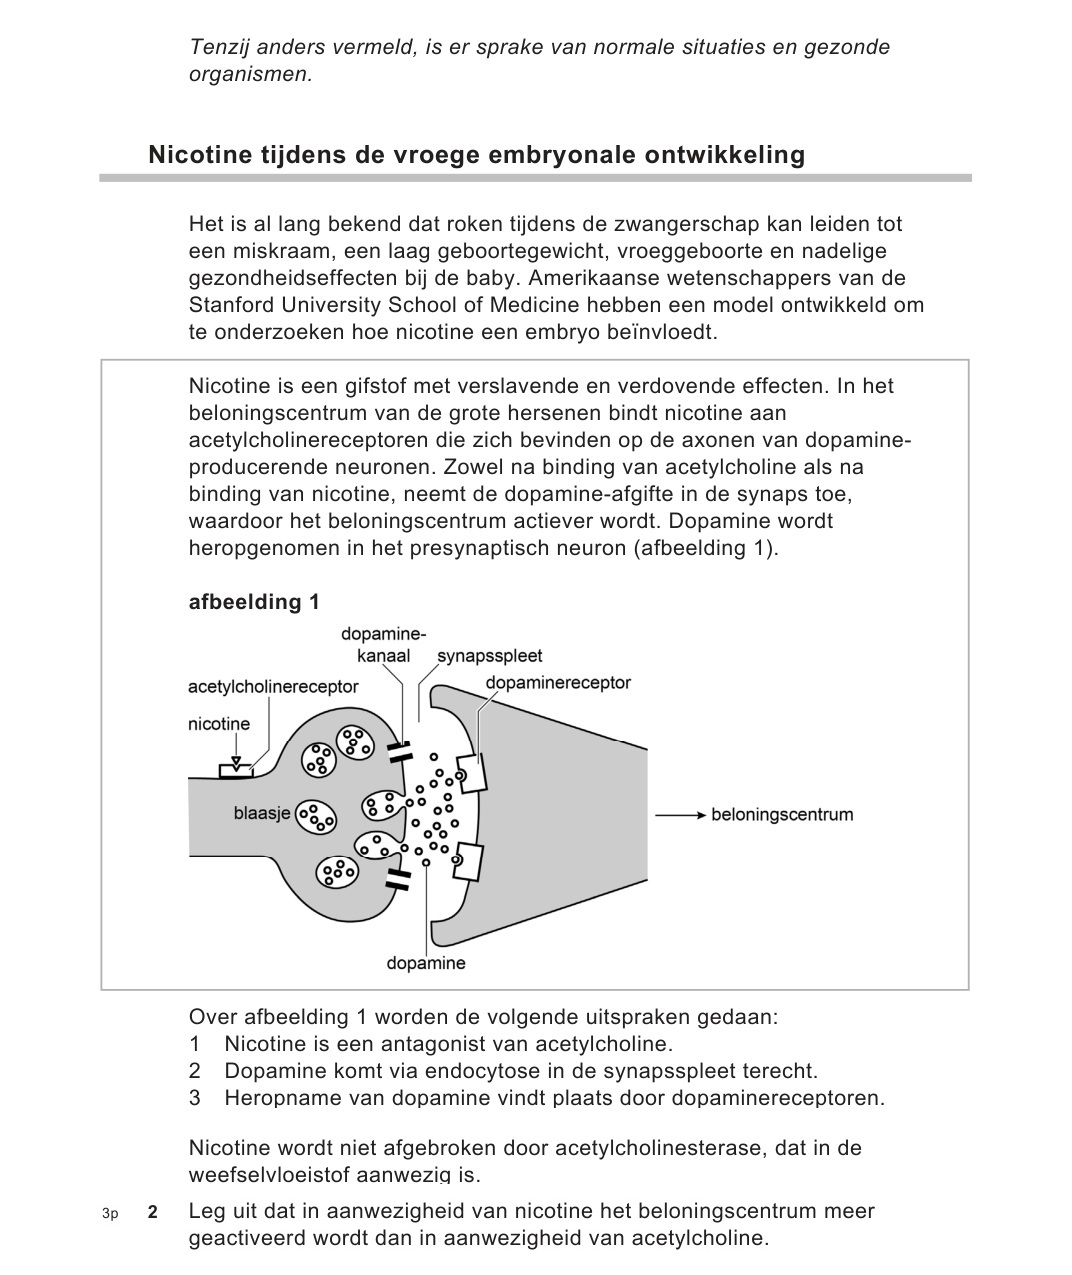 Tenzij anders vermeld, is er sprake van normale situaties en gezonde
organismen.
Nicotine tijdens de vroege embryonale ontwikkeling
Het is al lang bekend dat roken tijdens de zwangerschap kan leiden tot
een miskraam, een laag geboortegewicht, vroeggeboorte en nadelige
gezondheidseffecten bij de baby. Amerikaanse wetenschappers van de
Stanford University School of Medicine hebben een model ontwikkeld om
te onderzoeken hoe nicotine een embryo beïnvloedt.
Nicotine is een gifstof met verslavende en verdovende effecten. In het
beloningscentrum van de grote hersenen bindt nicotine aan
acetylcholinereceptoren die zich bevinden op de axonen van dopamine-
producerende neuronen. Zowel na binding van acetylcholine als na
binding van nicotine, neemt de dopamine-afgifte in de synaps toe,
waardoor het beloningscentrum actiever wordt. Dopamine wordt
heropgenomen in het presynaptisch neuron (afbeelding 1).
afbeelding 1
dopamine-
kanaal
synapsspleet
acetylcholinereceptor
dopaminereceptor
nicotine
blaasje
beloningscentrum
dopamine
Over afbeelding 1 worden de volgende uitspraken gedaan:
1 Nicotine is een antagonist van acetylcholine.
2 Dopamine komt via endocytose in de synapsspleet terecht.
3 Heropname van dopamine vindt plaats door dopaminereceptoren.
Nicotine wordt niet afgebroken door acetylcholinesterase, dat in de
weefselvloeistof aanwezig is.
3p 2 Leg uit dat in aanwezigheid van nicotine het beloningscentrum meer
geactiveerd wordt dan in aanwezigheid van acetylcholine.